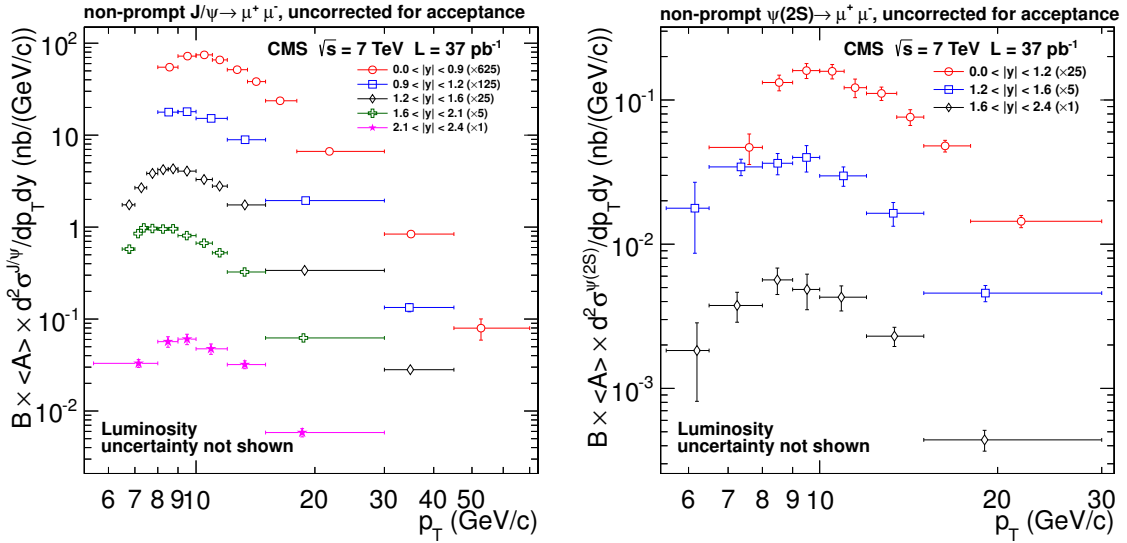 non-prompt J/ψ→ μ⁺ μ⁻, uncorrected for acceptance
CMS √s = 7 TeV L = 37 pb⁻¹
0.0 < |y| < 0.9 (×625)
0.9 < |y| < 1.2 (×125)
1.2 < |y| < 1.6 (×25)
1.6 < |y| < 2.1 (×5)
2.1 < |y| < 2.4 (×1)
B × <A> × d²σ^{J/ψ}/dp_T dy (nb/(GeV/c))
10²
10
1
10⁻¹
10⁻²
Luminosity
uncertainty not shown
6 7 8 9 10 20 30 40 50
p_T (GeV/c)
non-prompt ψ(2S)→ μ⁺ μ⁻, uncorrected for acceptance
CMS √s = 7 TeV L = 37 pb⁻¹
0.0 < |y| < 1.2 (×25)
1.2 < |y| < 1.6 (×5)
1.6 < |y| < 2.4 (×1)
B × <A> × d²σ^{ψ(2S)}/dp_T dy (nb/(GeV/c))
10⁻¹
10⁻²
10⁻³
Luminosity
uncertainty not shown
6 7 8 9 10 20 30
p_T (GeV/c)